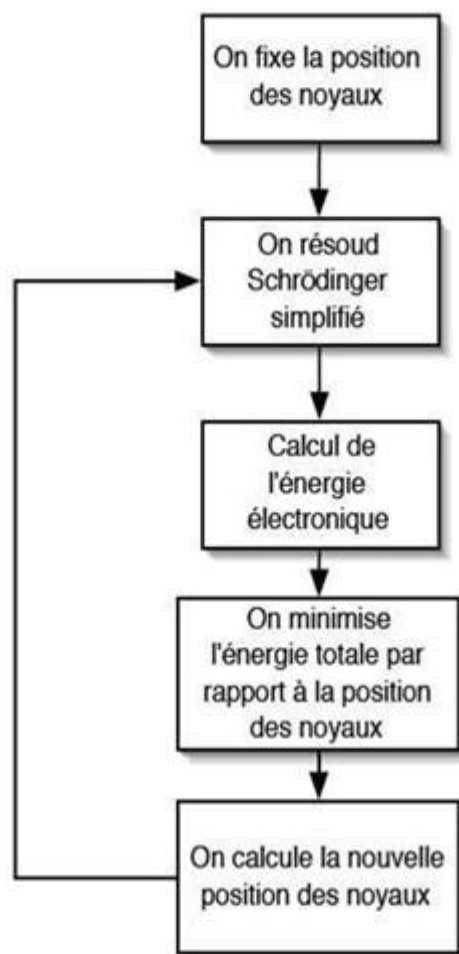 On fixe la position
des noyaux
On résoud
Schrödinger
simplifié
Calcul de
l'énergie
électronique
On minimise
l'énergie totale par
rapport à la position
des noyaux
On calcule la nouvelle
position des noyaux